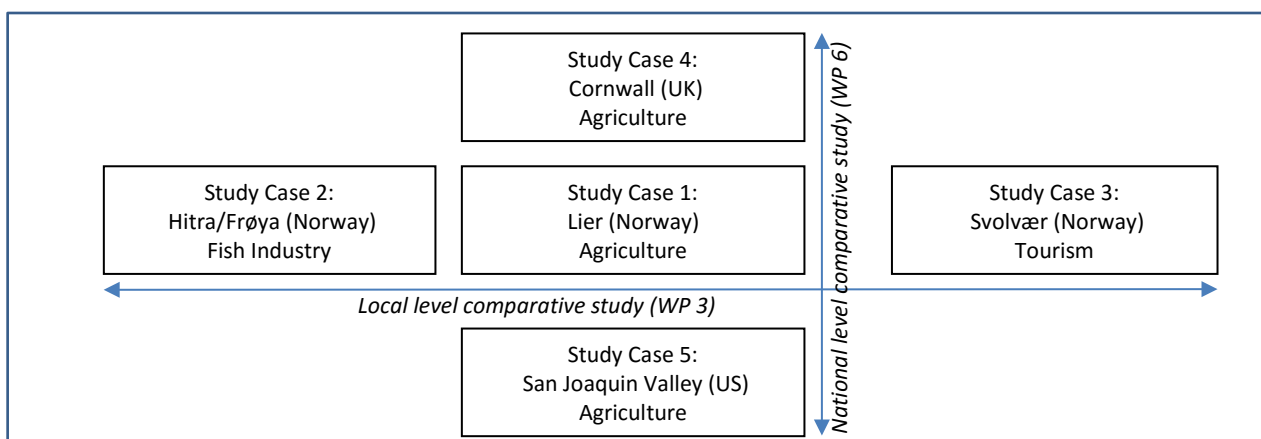 Study Case 4:
Cornwall (UK)
Agriculture
National level comparative study (WP 6)
Study Case 2:
Hitra/Frøya (Norway)
Fish Industry
Study Case 1:
Lier (Norway)
Agriculture
Study Case 3:
Svolvær (Norway)
Tourism
Local level comparative study (WP 3)
Study Case 5:
San Joaquin Valley (US)
Agriculture